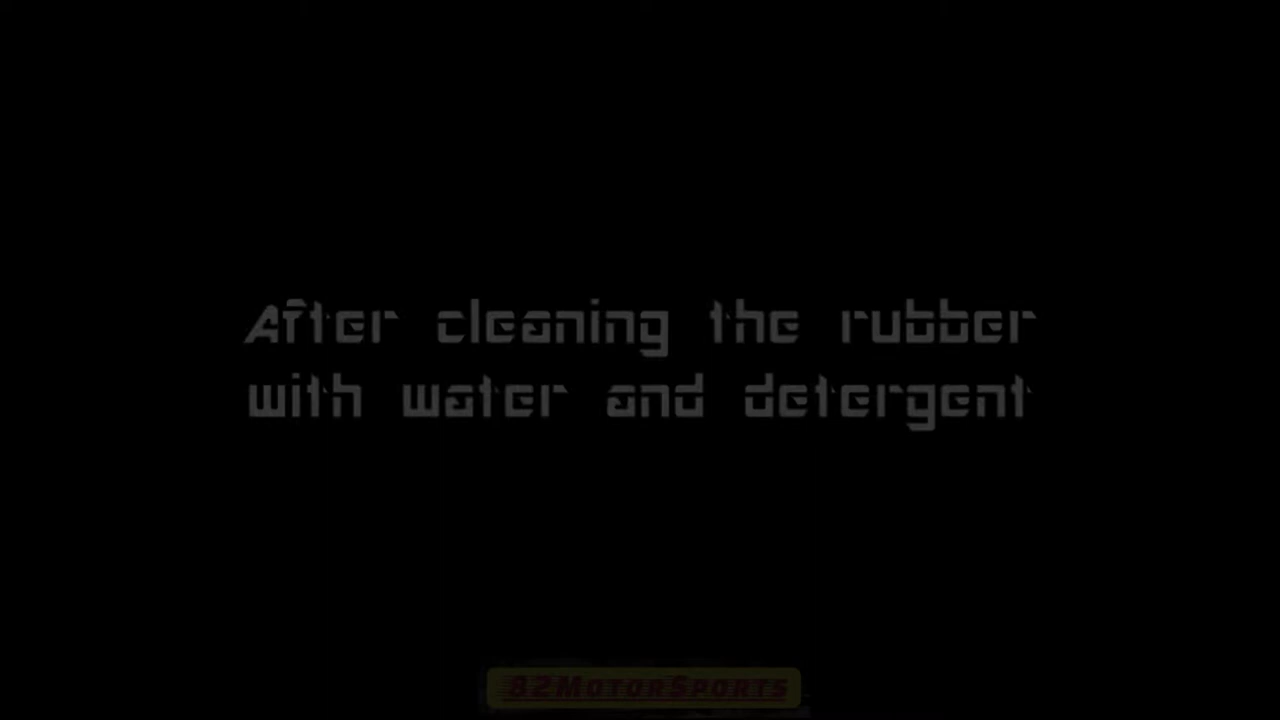 After cleaning the rubber
with water and detergent
82MotorSports